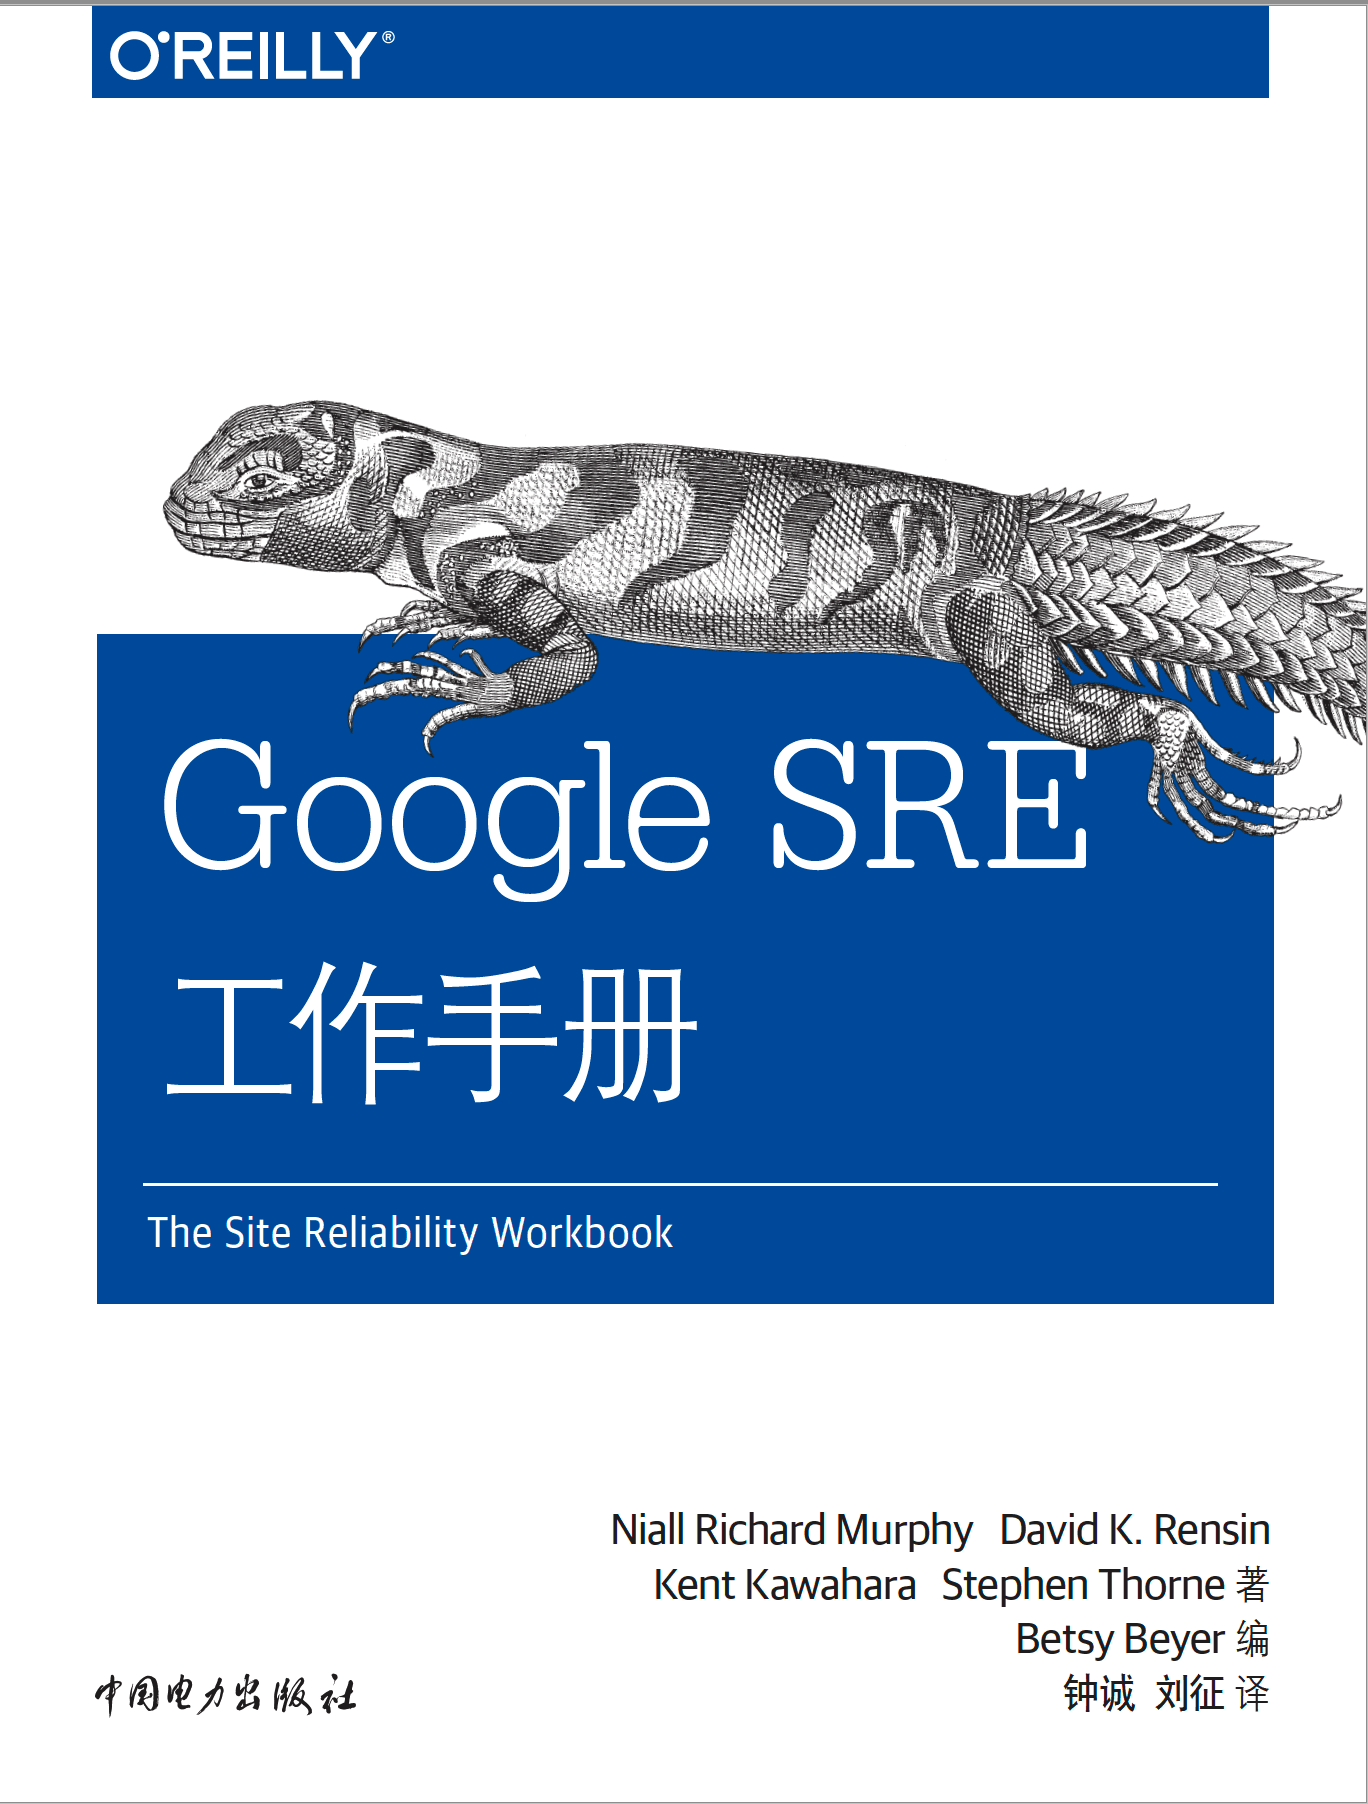 O'REILLY®
Google SRE
工作手册
The Site Reliability Workbook
Niall Richard Murphy David K. Rensin
Kent Kawahara Stephen Thorne 著
Betsy Beyer 编
钟诚 刘征 译
中国电力出版社